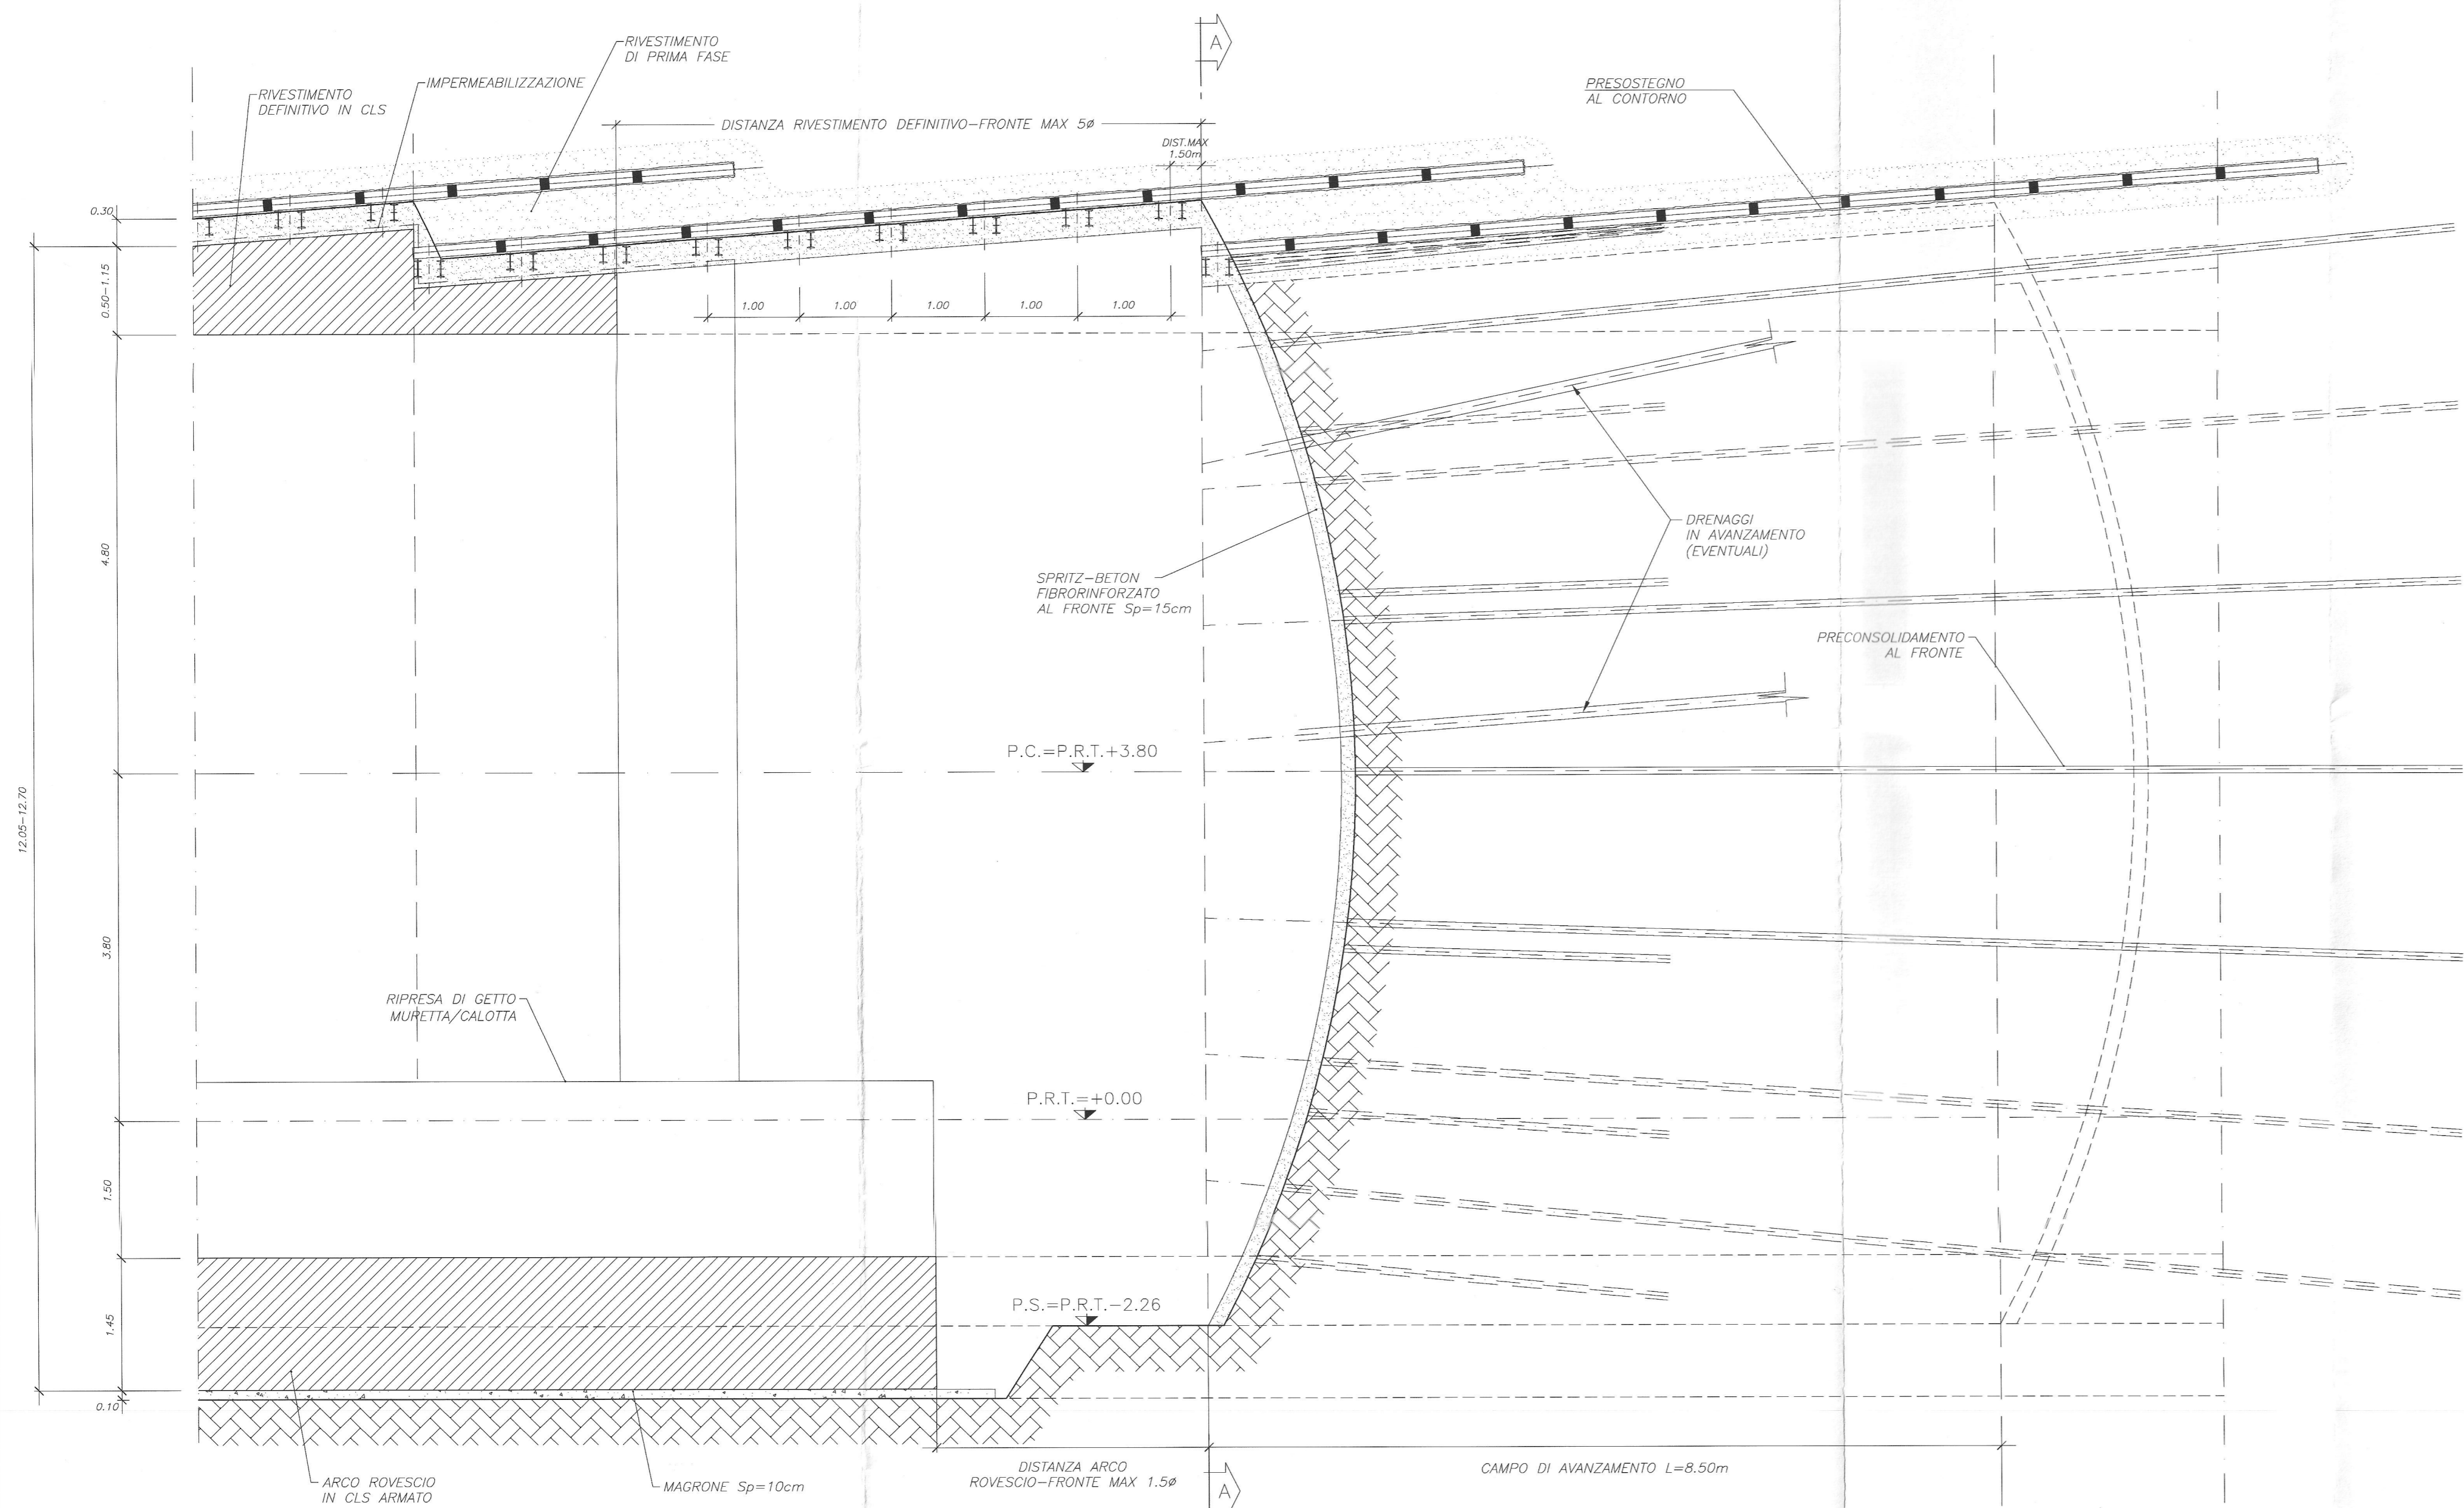 A
RIVESTIMENTO
DI PRIMA FASE
IMPERMEABILIZZAZIONE
RIVESTIMENTO
DEFINITIVO IN CLS
PRESOSTEGNO
AL CONTORNO
DISTANZA RIVESTIMENTO DEFINITIVO-FRONTE MAX 5ø
DIST.MAX
1.50m
0.30
0.50-1.15
1.00
1.00
1.00
1.00
1.00
4.80
DRENAGGI
IN AVANZAMENTO
(EVENTUALI)
SPRITZ-BETON
FIBRORINFORZATO
AL FRONTE Sp=15cm
PRECONSOLIDAMENTO
AL FRONTE
P.C.=P.R.T.+3.80
12.05-12.70
3.80
RIPRESA DI GETTO
MURETTA/CALOTTA
P.R.T.=+0.00
1.50
P.S.=P.R.T.-2.26
1.45
0.10
ARCO ROVESCIO
IN CLS ARMATO
MAGRONE Sp=10cm
DISTANZA ARCO
ROVESCIO-FRONTE MAX 1.5ø
A
CAMPO DI AVANZAMENTO L=8.50m